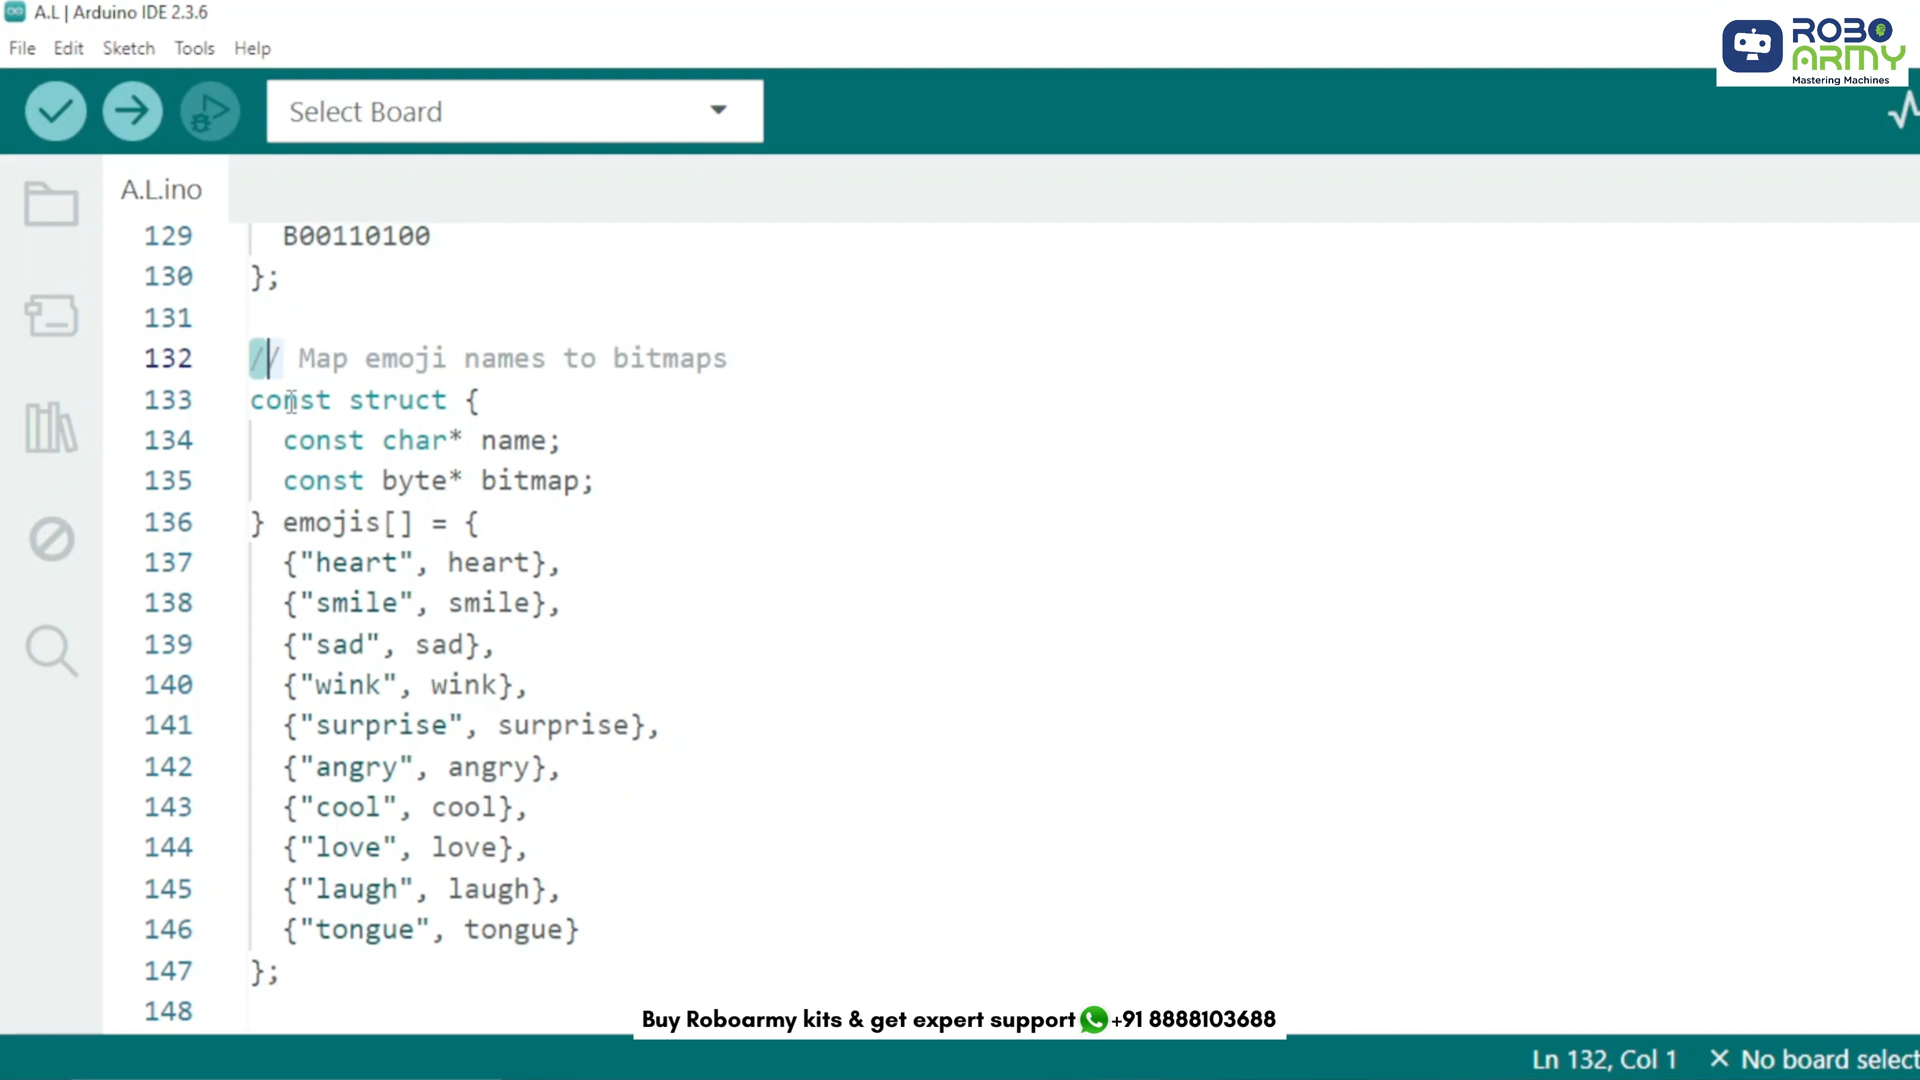 A.L | Arduino IDE 2.3.6
File Edit Sketch Tools Help
ROBO
ARMY
Mastering Machines
Select Board
A.L.ino
129 B00110100
130 };
131
132 // Map emoji names to bitmaps
133 const struct {
134 const char* name;
135 const byte* bitmap;
136 } emojis[] = {
137 {"heart", heart},
138 {"smile", smile},
139 {"sad", sad},
140 {"wink", wink},
141 {"surprise", surprise},
142 {"angry", angry},
143 {"cool", cool},
144 {"love", love},
145 {"laugh", laugh},
146 {"tongue", tongue}
147 };
148
Buy Roboarmy kits & get expert support +91 8888103688
Ln 132, Col 1 × No board select